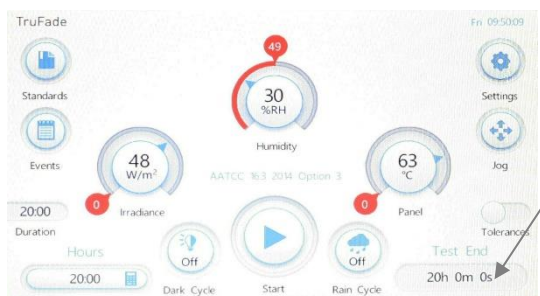 TruFade
Fri 09:50:09
49
Standards
30
%RH
Settings
Humidity
Events
48
W/m²
63
°C
Jog
AATCC 16.3 2014 Option 3
0
0
Irradiance
Panel
20:00
Duration
Tolerances
Hours
Off
Off
Test End
20:00
20h 0m 0s
Dark Cycle
Start
Rain Cycle